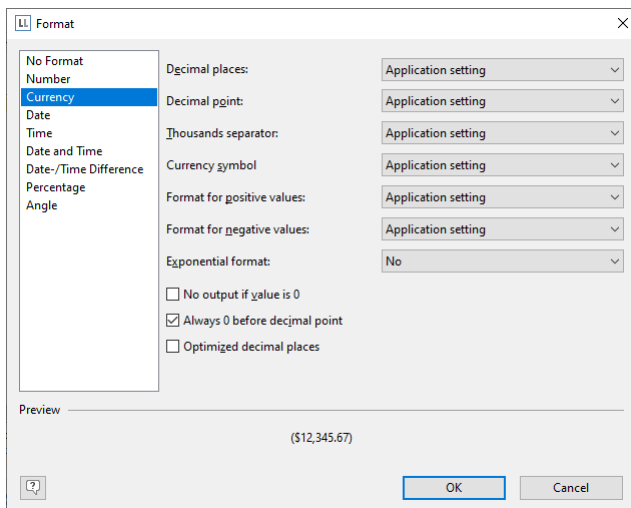 LL Format
No Format
Number
Currency
Date
Time
Date and Time
Date-/Time Difference
Percentage
Angle
Decimal places: Application setting
Decimal point: Application setting
Thousands separator: Application setting
Currency symbol Application setting
Format for positive values: Application setting
Format for negative values: Application setting
Exponential format: No
No output if value is 0
Always 0 before decimal point
Optimized decimal places
Preview
($12,345.67)
?
OK
Cancel